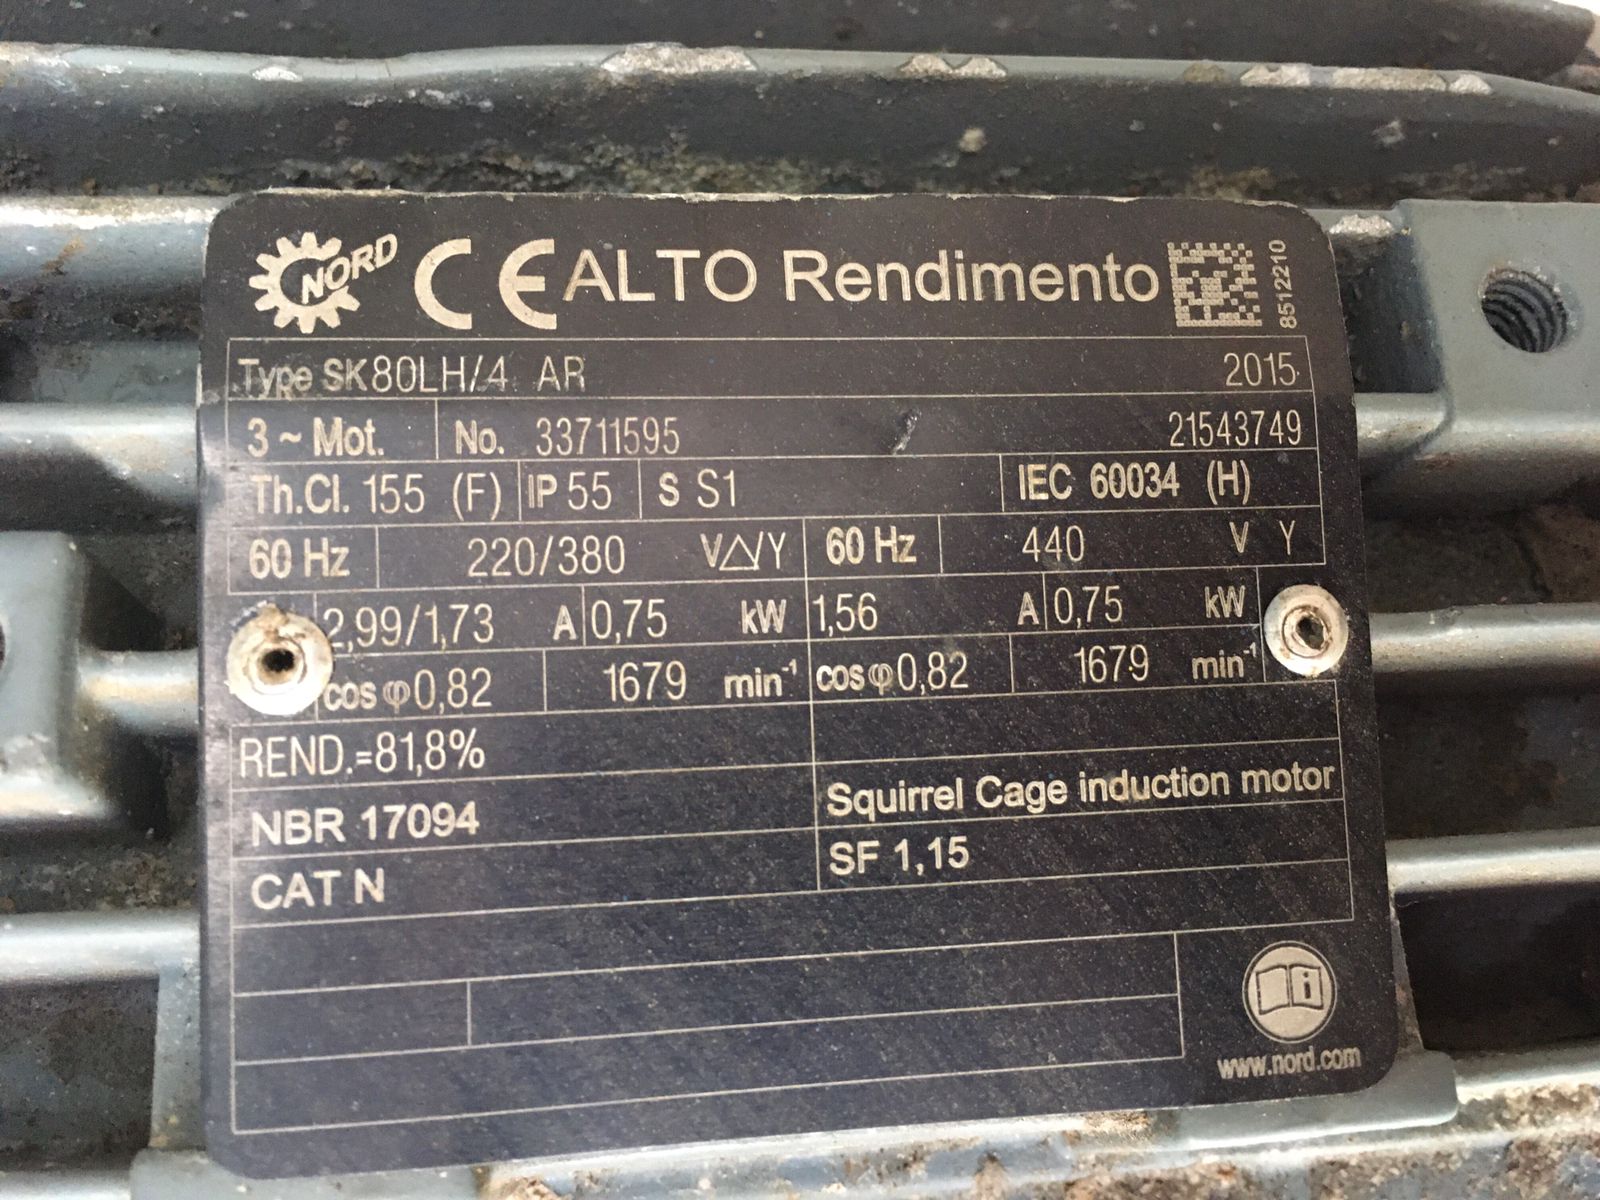 NORD CE ALTO Rendimento 8512210
Type SK80LH/4 AR 2015
3 ~ Mot. No. 33711595 21543749
Th.Cl. 155 (F) IP 55 S S1 IEC 60034 (H)
60 Hz 220/380 V△/Y 60 Hz 440 V Y
2,99/1,73 A 0,75 kW 1,56 A 0,75 kW
cosφ 0,82 1679 min⁻¹ cosφ 0,82 1679 min⁻¹
REND.=81,8%
NBR 17094 Squirrel Cage induction motor
CAT N SF 1,15
i
www.nord.com